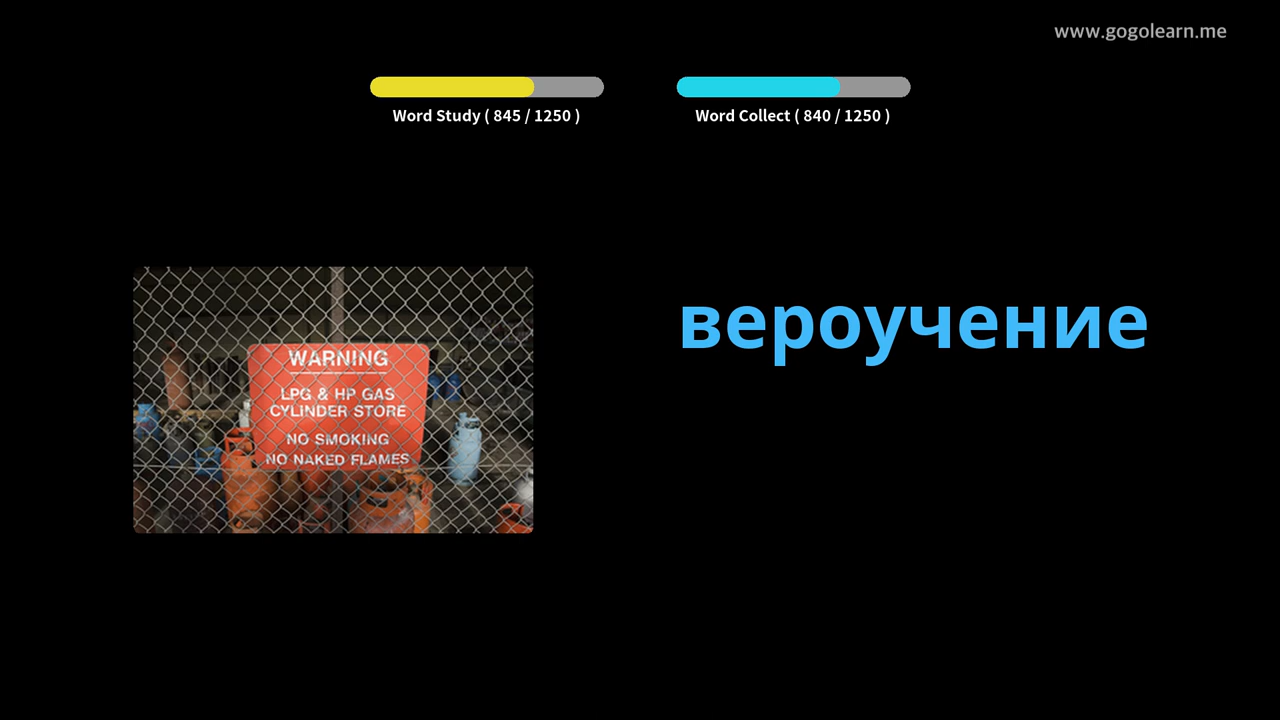 www.gogolearn.me
Word Study ( 845 / 1250 )
Word Collect ( 840 / 1250 )
вероучение
WARNING
LPG & HP GAS
CYLINDER STORE
NO SMOKING
NO NAKED FLAMES